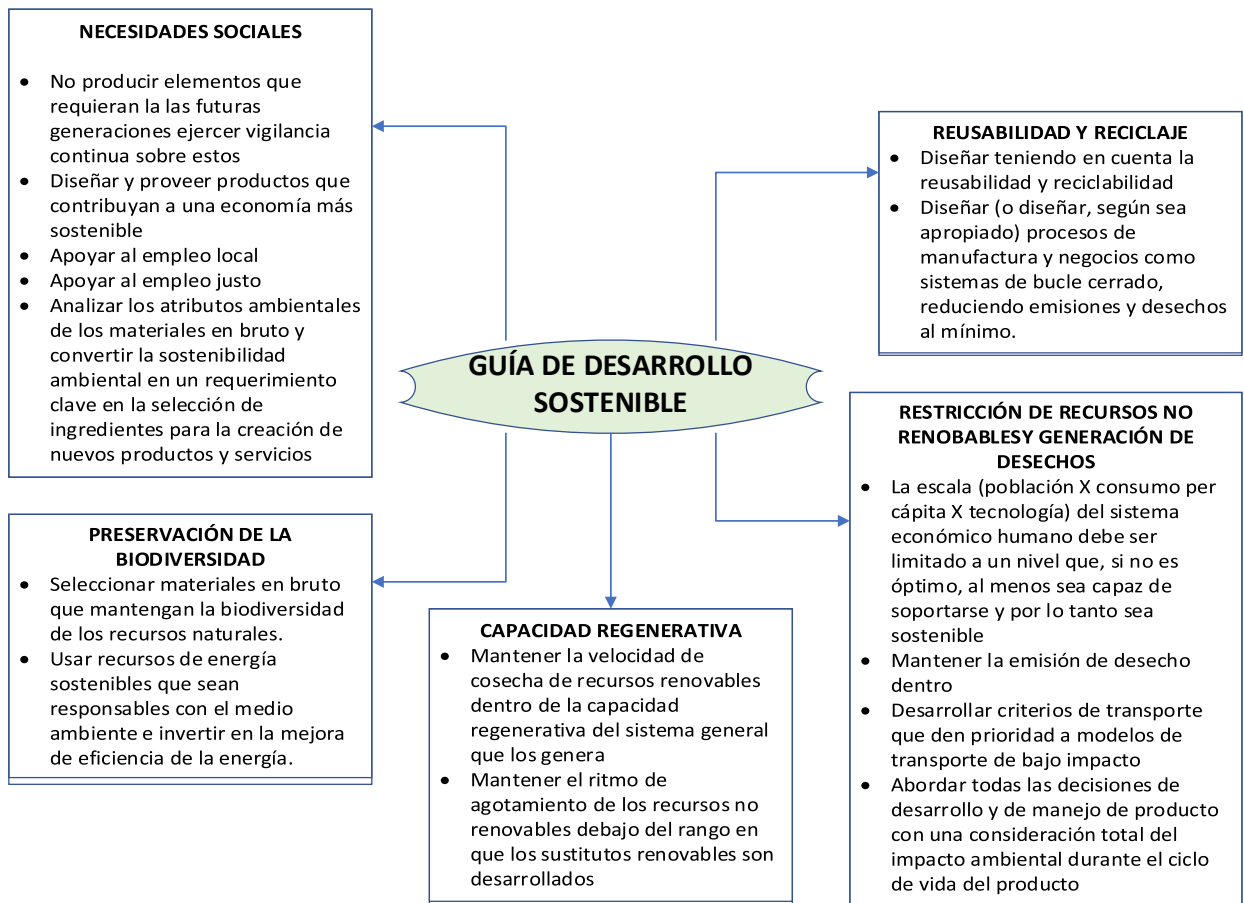 NECESIDADES SOCIALES
• No producir elementos que
requieran la las futuras
generaciones ejercer vigilancia
continua sobre estos
• Diseñar y proveer productos que
contribuyan a una economía más
sostenible
• Apoyar al empleo local
• Apoyar al empleo justo
• Analizar los atributos ambientales
de los materiales en bruto y
convertir la sostenibilidad
ambiental en un requerimiento
clave en la selección de
ingredientes para la creación de
nuevos productos y servicios
REUSABILIDAD Y RECICLAJE
• Diseñar teniendo en cuenta la
reusabilidad y reciclabilidad
• Diseñar (o diseñar, según sea
apropiado) procesos de
manufactura y negocios como
sistemas de bucle cerrado,
reduciendo emisiones y desechos
al mínimo.
GUÍA DE DESARROLLO
SOSTENIBLE
PRESERVACIÓN DE LA
BIODIVERSIDAD
• Seleccionar materiales en bruto
que mantengan la biodiversidad
de los recursos naturales.
• Usar recursos de energía
sostenibles que sean
responsables con el medio
ambiente e invertir en la mejora
de eficiencia de la energía.
CAPACIDAD REGENERATIVA
• Mantener la velocidad de
cosecha de recursos renovables
dentro de la capacidad
regenerativa del sistema general
que los genera
• Mantener el ritmo de
agotamiento de los recursos no
renovables debajo del rango en
que los sustitutos renovables son
desarrollados
RESTRICCIÓN DE RECURSOS NO
RENOBABLESY GENERACIÓN DE
DESECHOS
• La escala (población X consumo per
cápita X tecnología) del sistema
económico humano debe ser
limitado a un nivel que, si no es
óptimo, al menos sea capaz de
soportarse y por lo tanto sea
sostenible
• Mantener la emisión de desecho
dentro
• Desarrollar criterios de transporte
que den prioridad a modelos de
transporte de bajo impacto
• Abordar todas las decisiones de
desarrollo y de manejo de producto
con una consideración total del
impacto ambiental durante el ciclo
de vida del producto